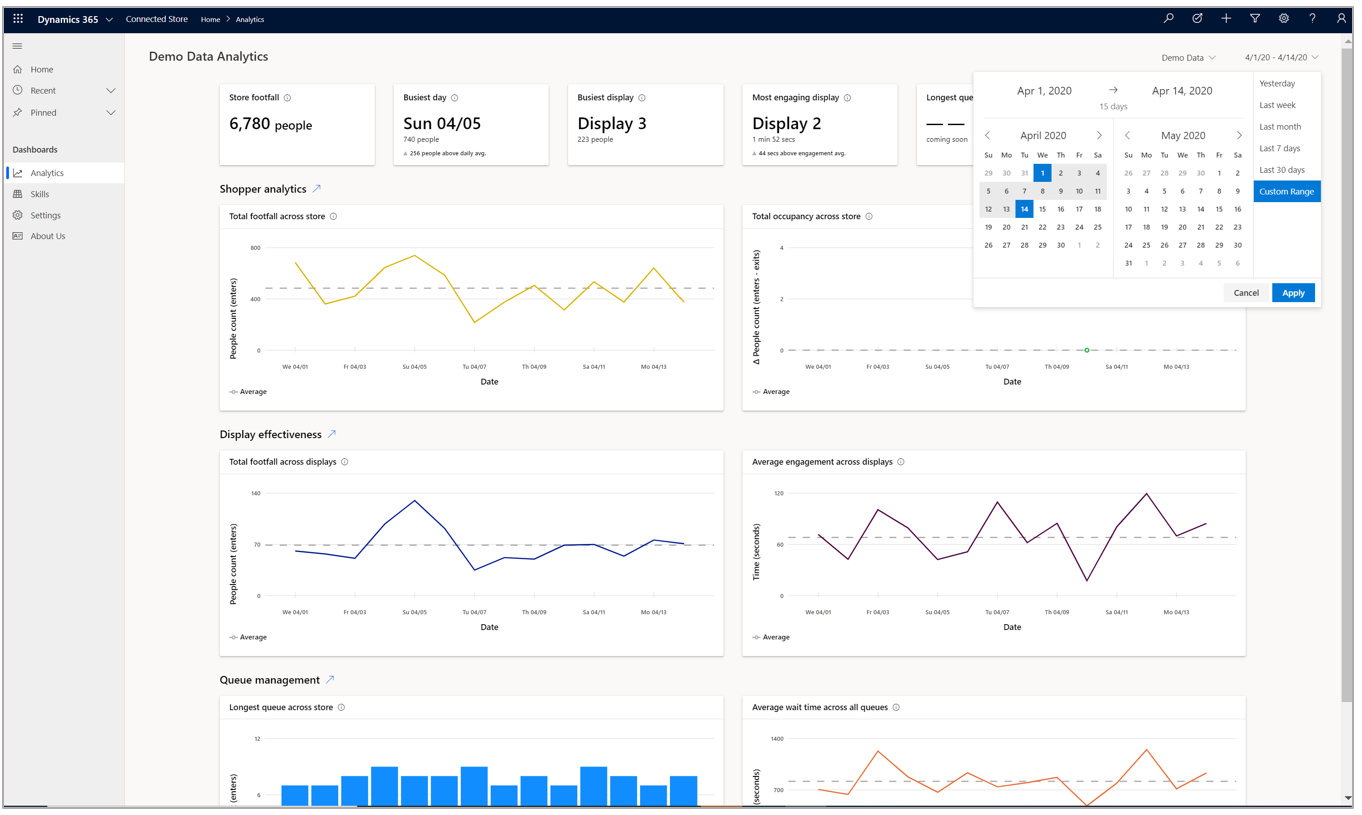 Dynamics 365 Connected Store Home > Analytics
Demo Data Analytics
Demo Data 4/1/20 - 4/14/20
Home
Recent
Pinned
Dashboards
Analytics
Skills
Settings
About Us
Store footfall
6,780 people
Busiest day
Sun 04/05
740 people
256 people above daily avg.
Busiest display
Display 3
223 people
Most engaging display
Display 2
1 min 52 secs
44 secs above engagement avg.
Longest que
— —
coming soon
Apr 1, 2020 → Apr 14, 2020
15 days
April 2020
Su Mo Tu We Th Fr Sa
29 30 31 1 2 3 4
5 6 7 8 9 10 11
12 13 14 15 16 17 18
19 20 21 22 23 24 25
26 27 28 29 30 1 2
May 2020
Su Mo Tu We Th Fr Sa
26 27 28 29 30 1 2
3 4 5 6 7 8 9
10 11 12 13 14 15 16
17 18 19 20 21 22 23
24 25 26 27 28 29 30
31 1 2 3 4 5 6
Yesterday
Last week
Last month
Last 7 days
Last 30 days
Custom Range
Cancel Apply
Shopper analytics
Total footfall across store
People count (enters)
800
400
0
We 04/01 Fr 04/03 Su 04/05 Tu 04/07 Th 04/09 Sa 04/11 Mo 04/13
Date
Average
Total occupancy across store
Δ People count (enters - exits)
4
2
0
We 04/01 Fr 04/03 Su 04/05 Tu 04/07 Th 04/09 Sa 04/11 Mo 04/13
Date
Average
Display effectiveness
Total footfall across displays
People count (enters)
140
70
0
We 04/01 Fr 04/03 Su 04/05 Tu 04/07 Th 04/09 Sa 04/11 Mo 04/13
Date
Average
Average engagement across displays
Time (seconds)
120
60
0
We 04/01 Fr 04/03 Su 04/05 Tu 04/07 Th 04/09 Sa 04/11 Mo 04/13
Date
Average
Queue management
Longest queue across store
(enters)
12
6
Average wait time across all queues
(seconds)
1400
700